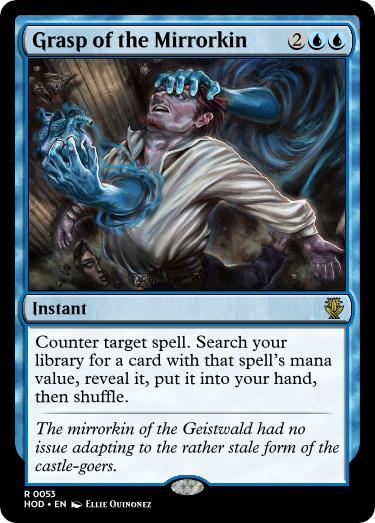 Grasp of the Mirrorkin 2
Instant
Counter target spell. Search your
library for a card with that spell's mana
value, reveal it, put it into your hand,
then shuffle.
The mirrorkin of the Geistwald had no
issue adapting to the rather stale form of the
castle-goers.
R 0053
HOD • EN Ellie Quinonez